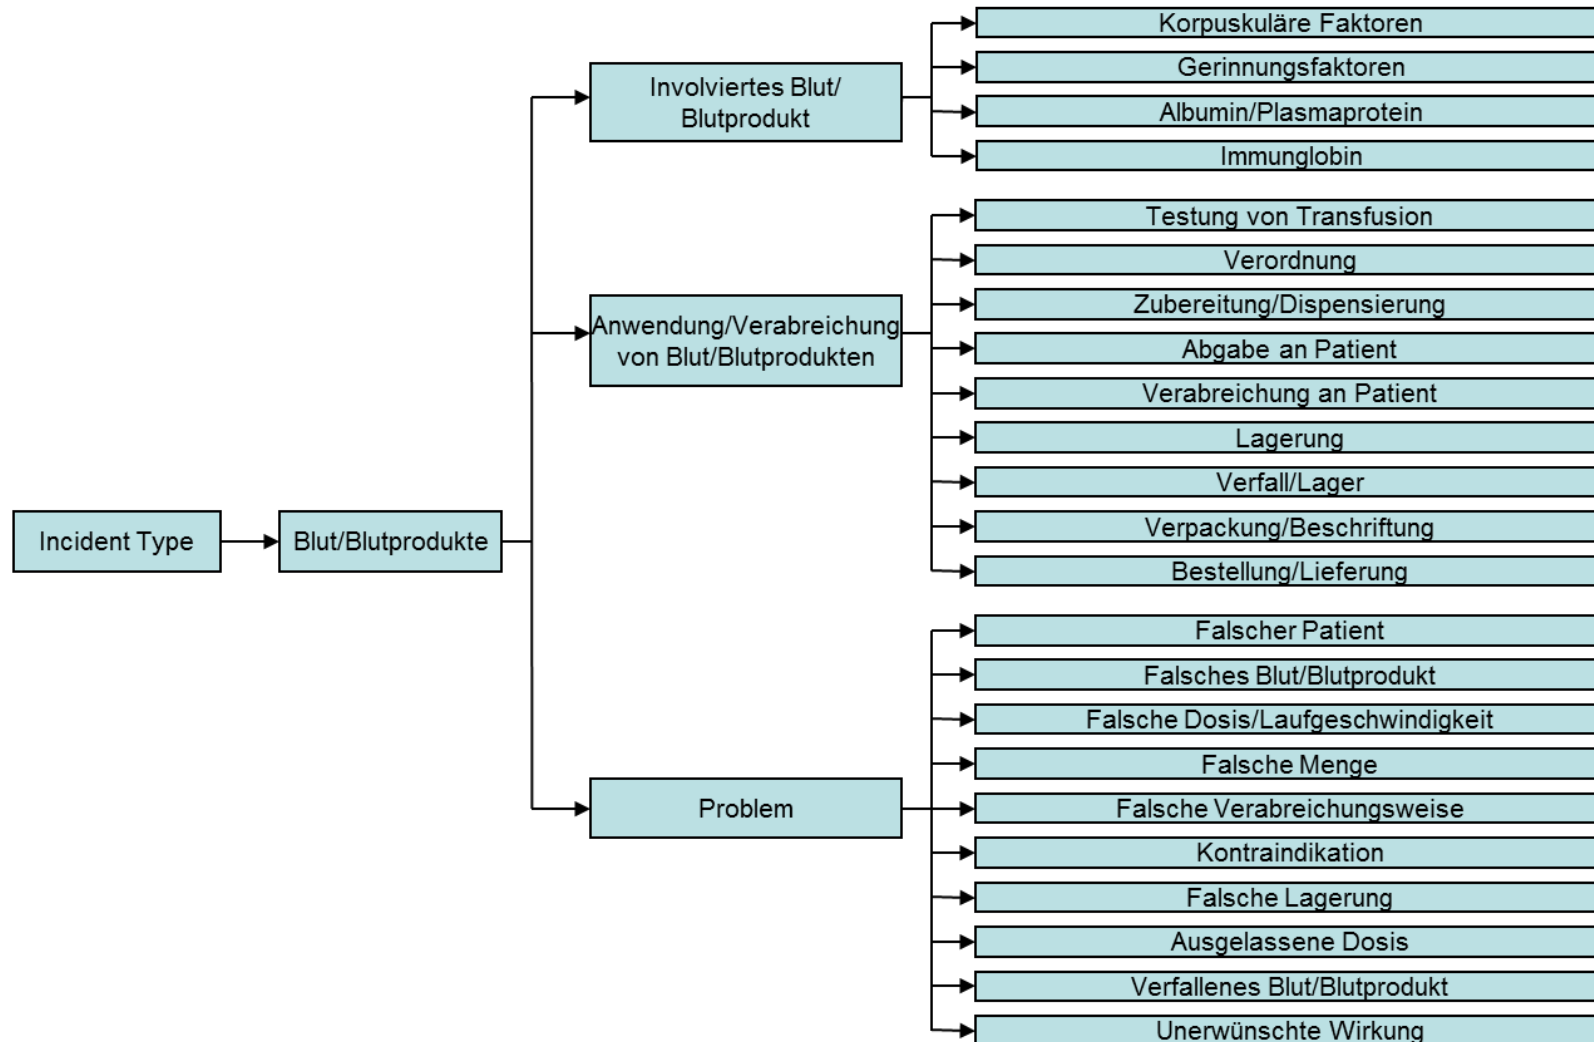 Incident Type
Blut/Blutprodukte
Involviertes Blut/
Blutprodukt
Korpuskuläre Faktoren
Gerinnungsfaktoren
Albumin/Plasmaprotein
Immunglobin
Anwendung/Verabreichung
von Blut/Blutprodukten
Testung von Transfusion
Verordnung
Zubereitung/Dispensierung
Abgabe an Patient
Verabreichung an Patient
Lagerung
Verfall/Lager
Verpackung/Beschriftung
Bestellung/Lieferung
Problem
Falscher Patient
Falsches Blut/Blutprodukt
Falsche Dosis/Laufgeschwindigkeit
Falsche Menge
Falsche Verabreichungsweise
Kontraindikation
Falsche Lagerung
Ausgelassene Dosis
Verfallenes Blut/Blutprodukt
Unerwünschte Wirkung